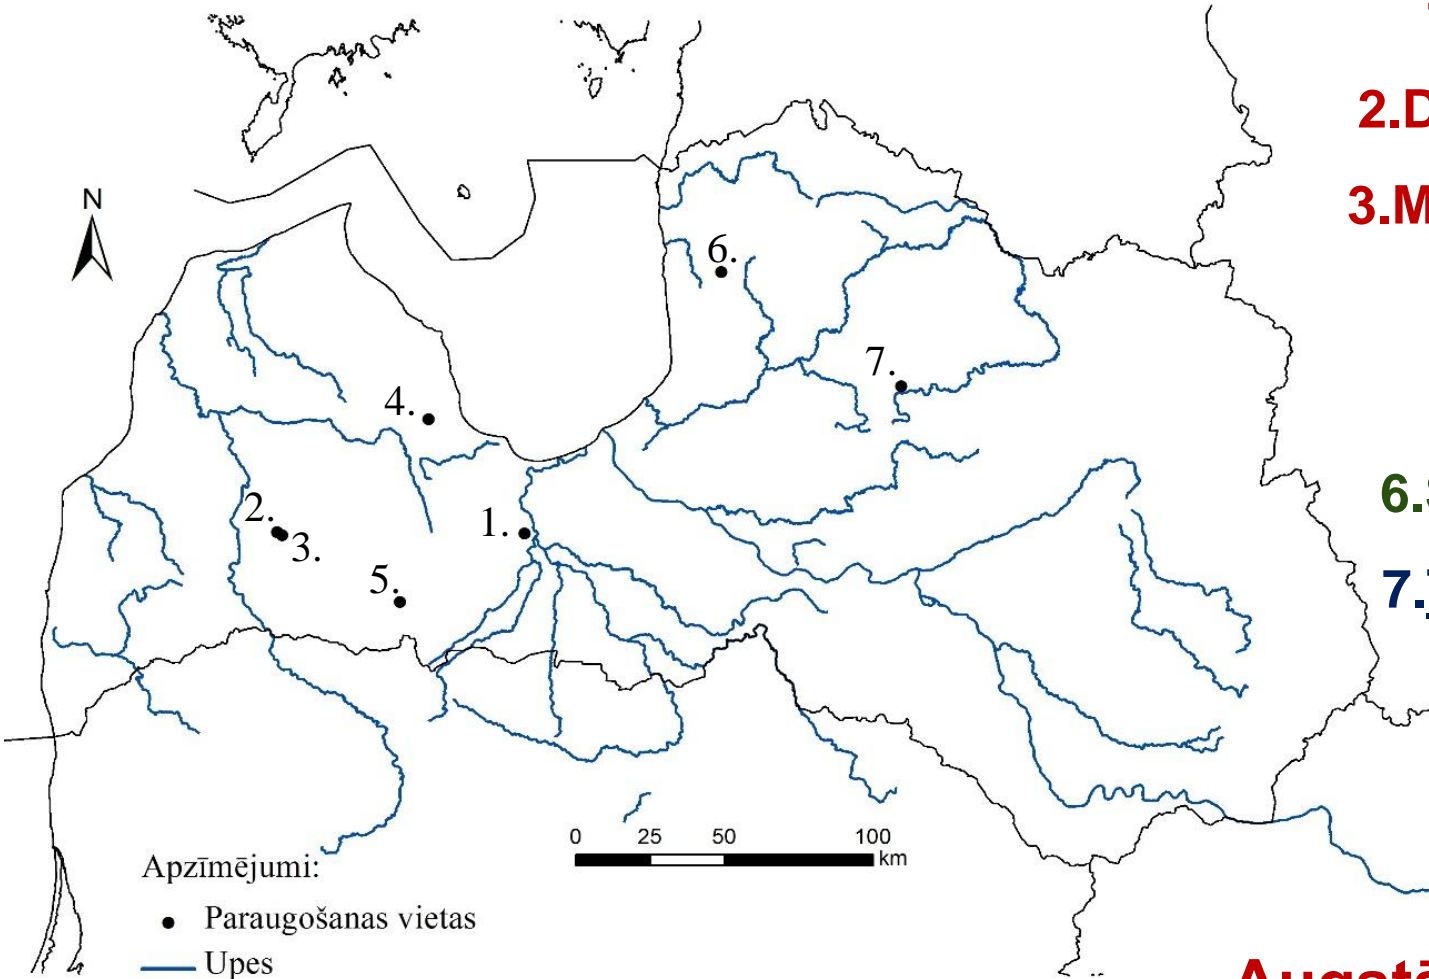 2.D
3.M
N
6.
7.
4.
2.
3.
1.
5.
6.
7.
0 25 50 100
km
Apzīmējumi:
Paraugošanas vietas
Upes